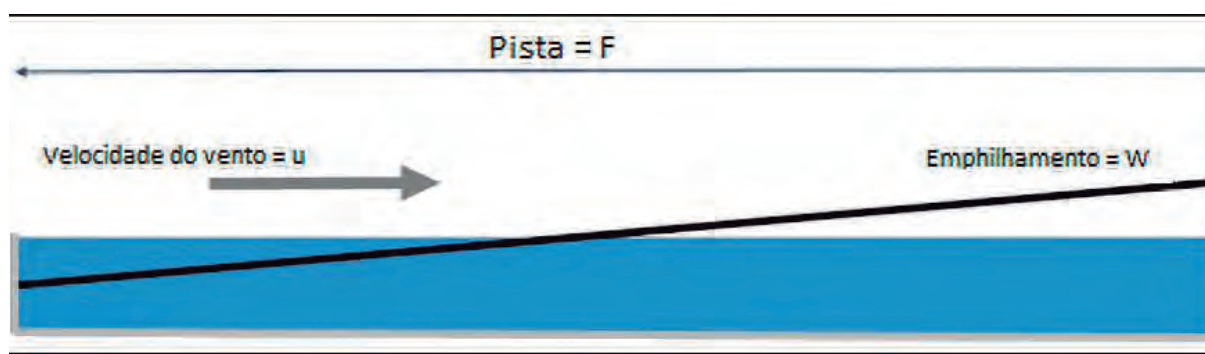 Pista = F
Velocidade do vento = u
Emphilhamento = W